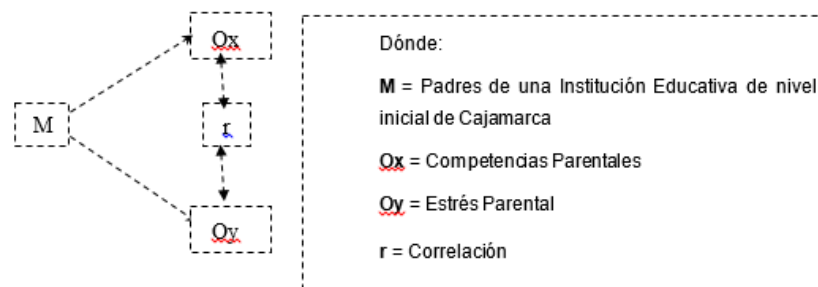 Ox
M
r
Oy
Dónde:
M = Padres de una Institución Educativa de nivel
inicial de Cajamarca
Ox = Competencias Parentales
Oy = Estrés Parental
r = Correlación